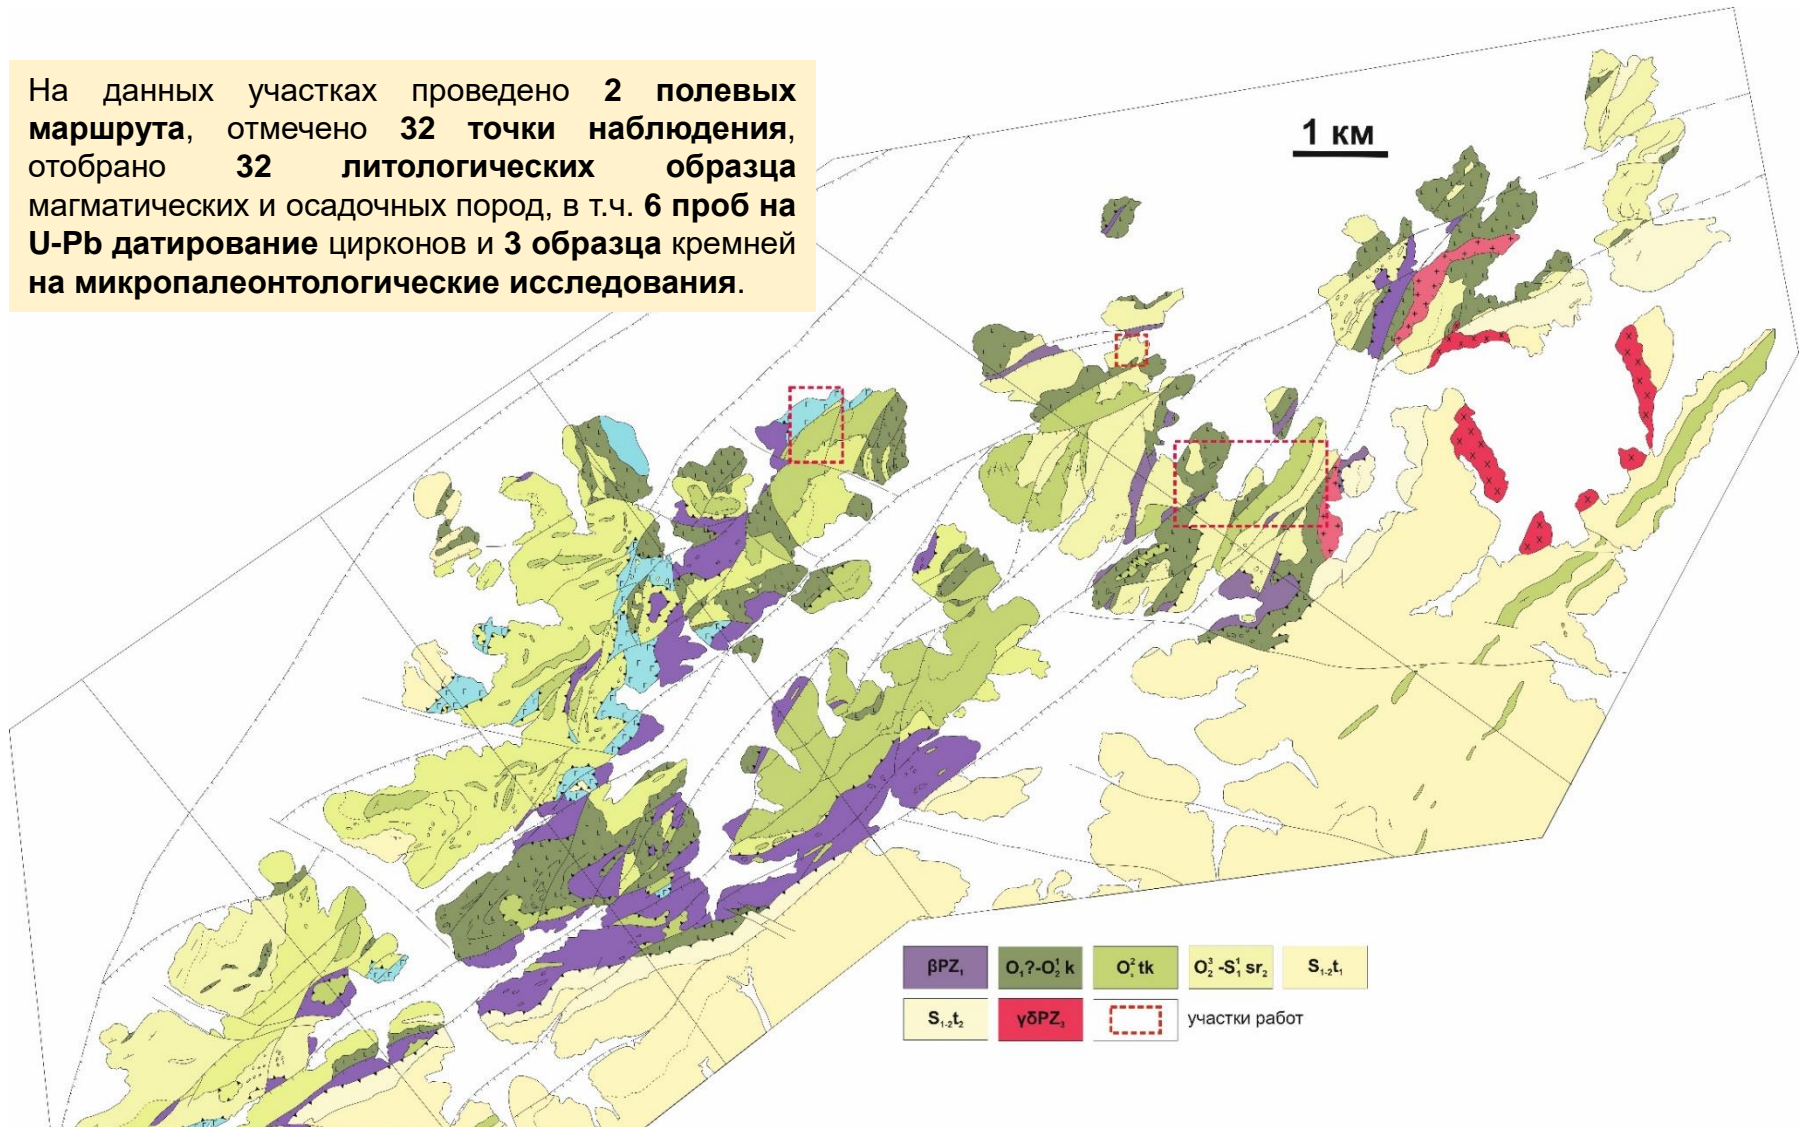 На данных участках проведено 2 полевых
маршрута, отмечено 32 точки наблюдения,
отобрано 32 литологических образца
магматических и осадочных пород, в т.ч. 6 проб на
U-Pb датирование цирконов и 3 образца кремней
на микропалеонтологические исследования.
1 км
βPZ₁ O₁?-O₂¹ k O₂² tk O₂³-S₁¹ sr₂ S₁₋₂t₁
S₁₋₂t₂ γδPZ₃ участки работ